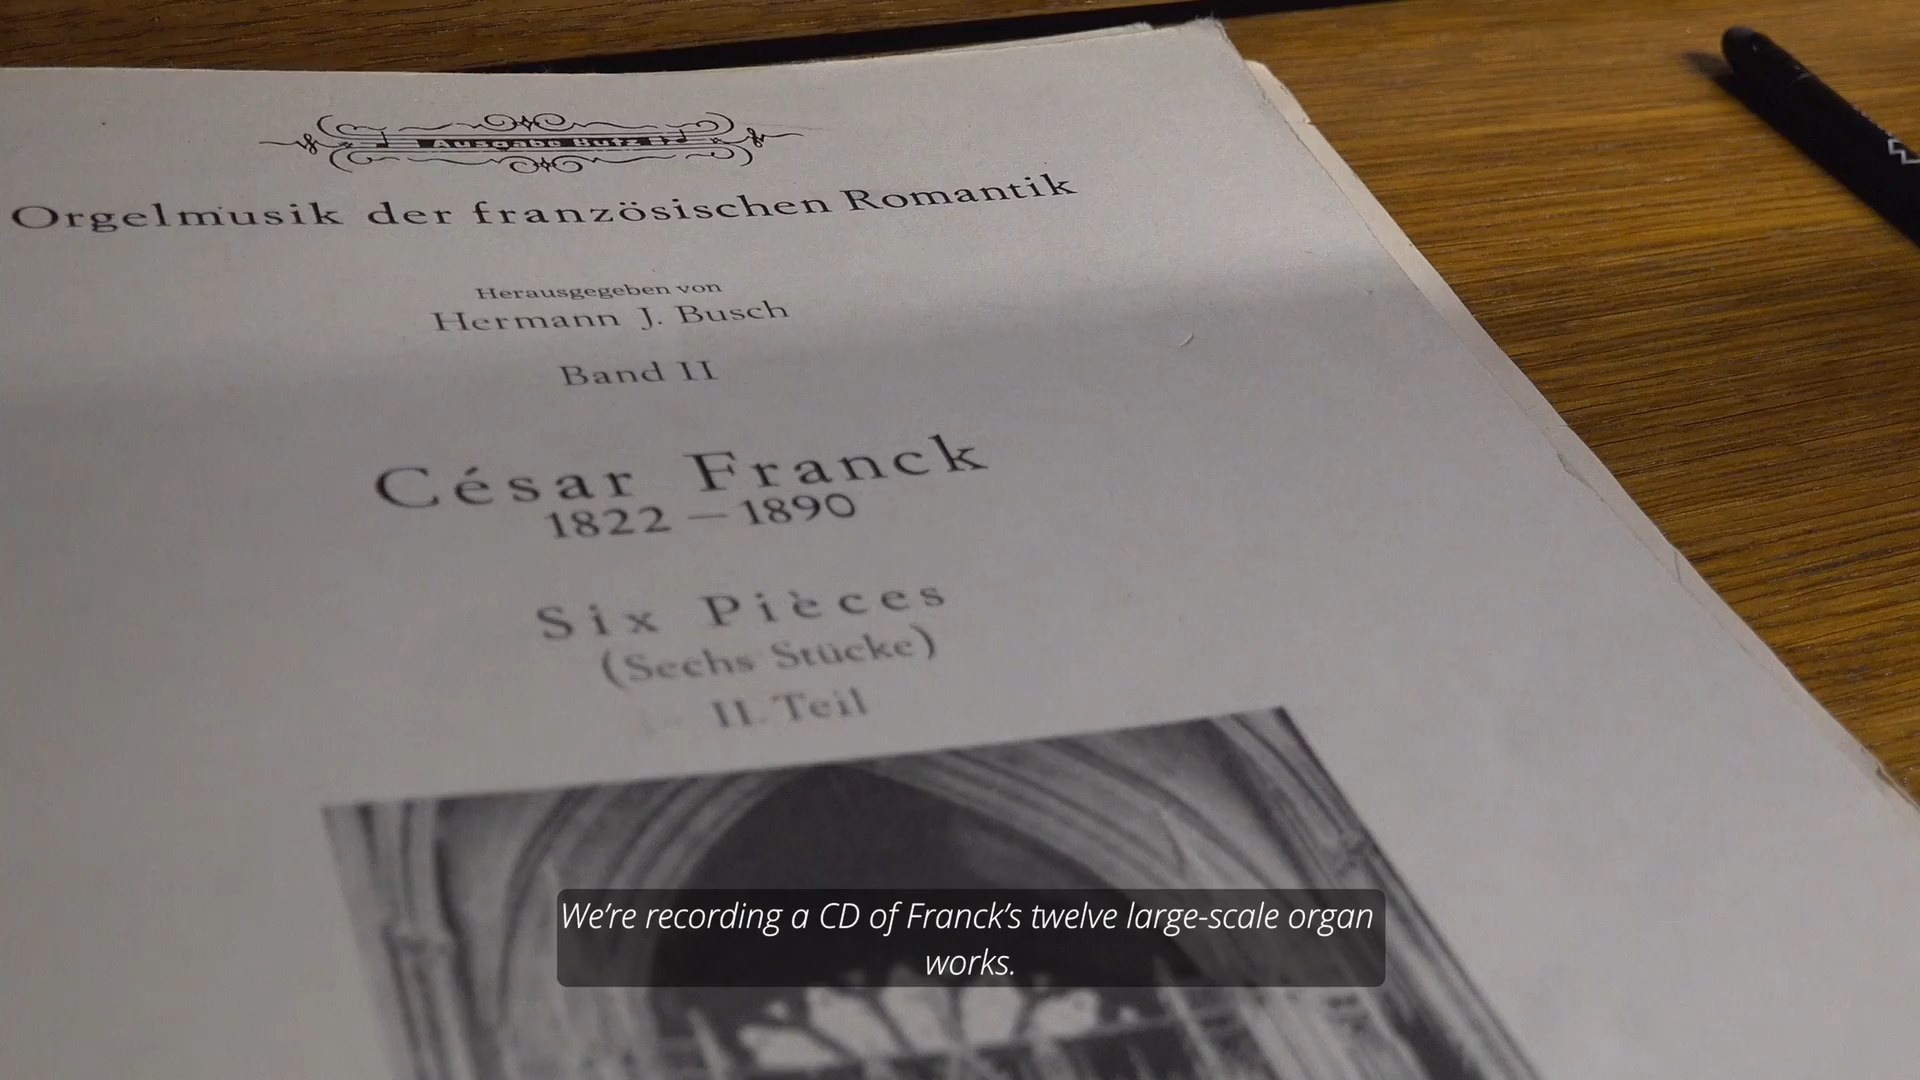 Ausgabe Butz
Orgelmusik der französischen Romantik
Herausgegeben von
Hermann J. Busch
Band II
César Franck
1822 – 1890
Six Pièces
(Sechs Stücke)
II. Teil
We’re recording a CD of Franck’s twelve large-scale organ
works.